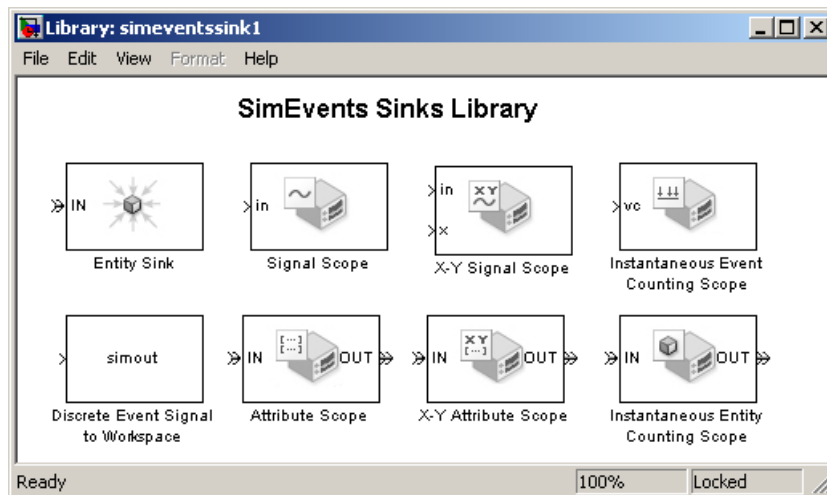 Library: simeventssink1
File Edit View Format Help
SimEvents Sinks Library
IN
Entity Sink
in
Signal Scope
in
x
XY
X-Y Signal Scope
vc
Instantaneous Event
Counting Scope
simout
Discrete Event Signal
to Workspace
IN [...] [...] OUT
Attribute Scope
IN XY [...] OUT
X-Y Attribute Scope
IN OUT
Instantaneous Entity
Counting Scope
Ready 100% Locked